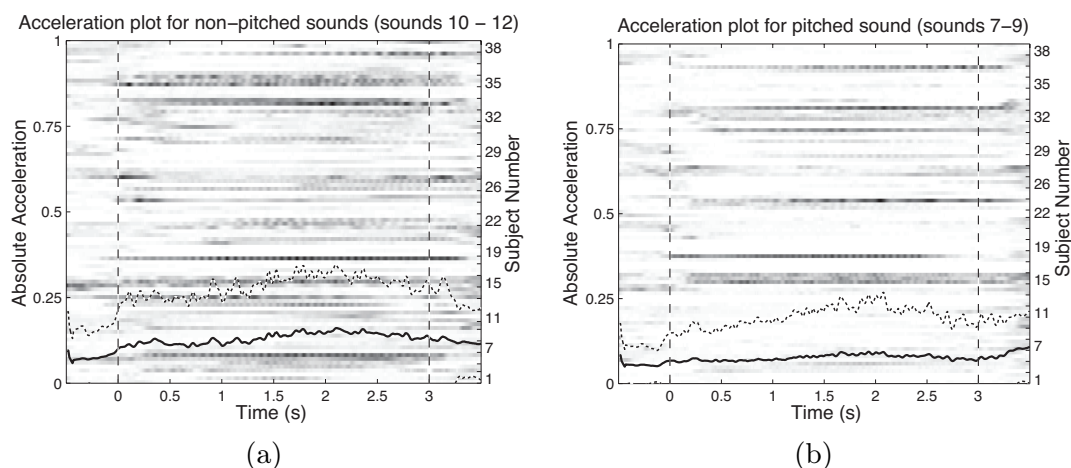 Acceleration plot for non-pitched sounds (sounds 10 - 12)
1
0.75
0.5
0.25
0
Absolute Acceleration
38
35
32
29
26
22
19
15
11
7
1
Subject Number
0 0.5 1 1.5 2 2.5 3 3.5
Time (s)
(a)
Acceleration plot for pitched sound (sounds 7-9)
1
0.75
0.5
0.25
0
Absolute Acceleration
38
35
32
29
26
22
19
15
11
7
1
Subject Number
0 0.5 1 1.5 2 2.5 3 3.5
Time (s)
(b)